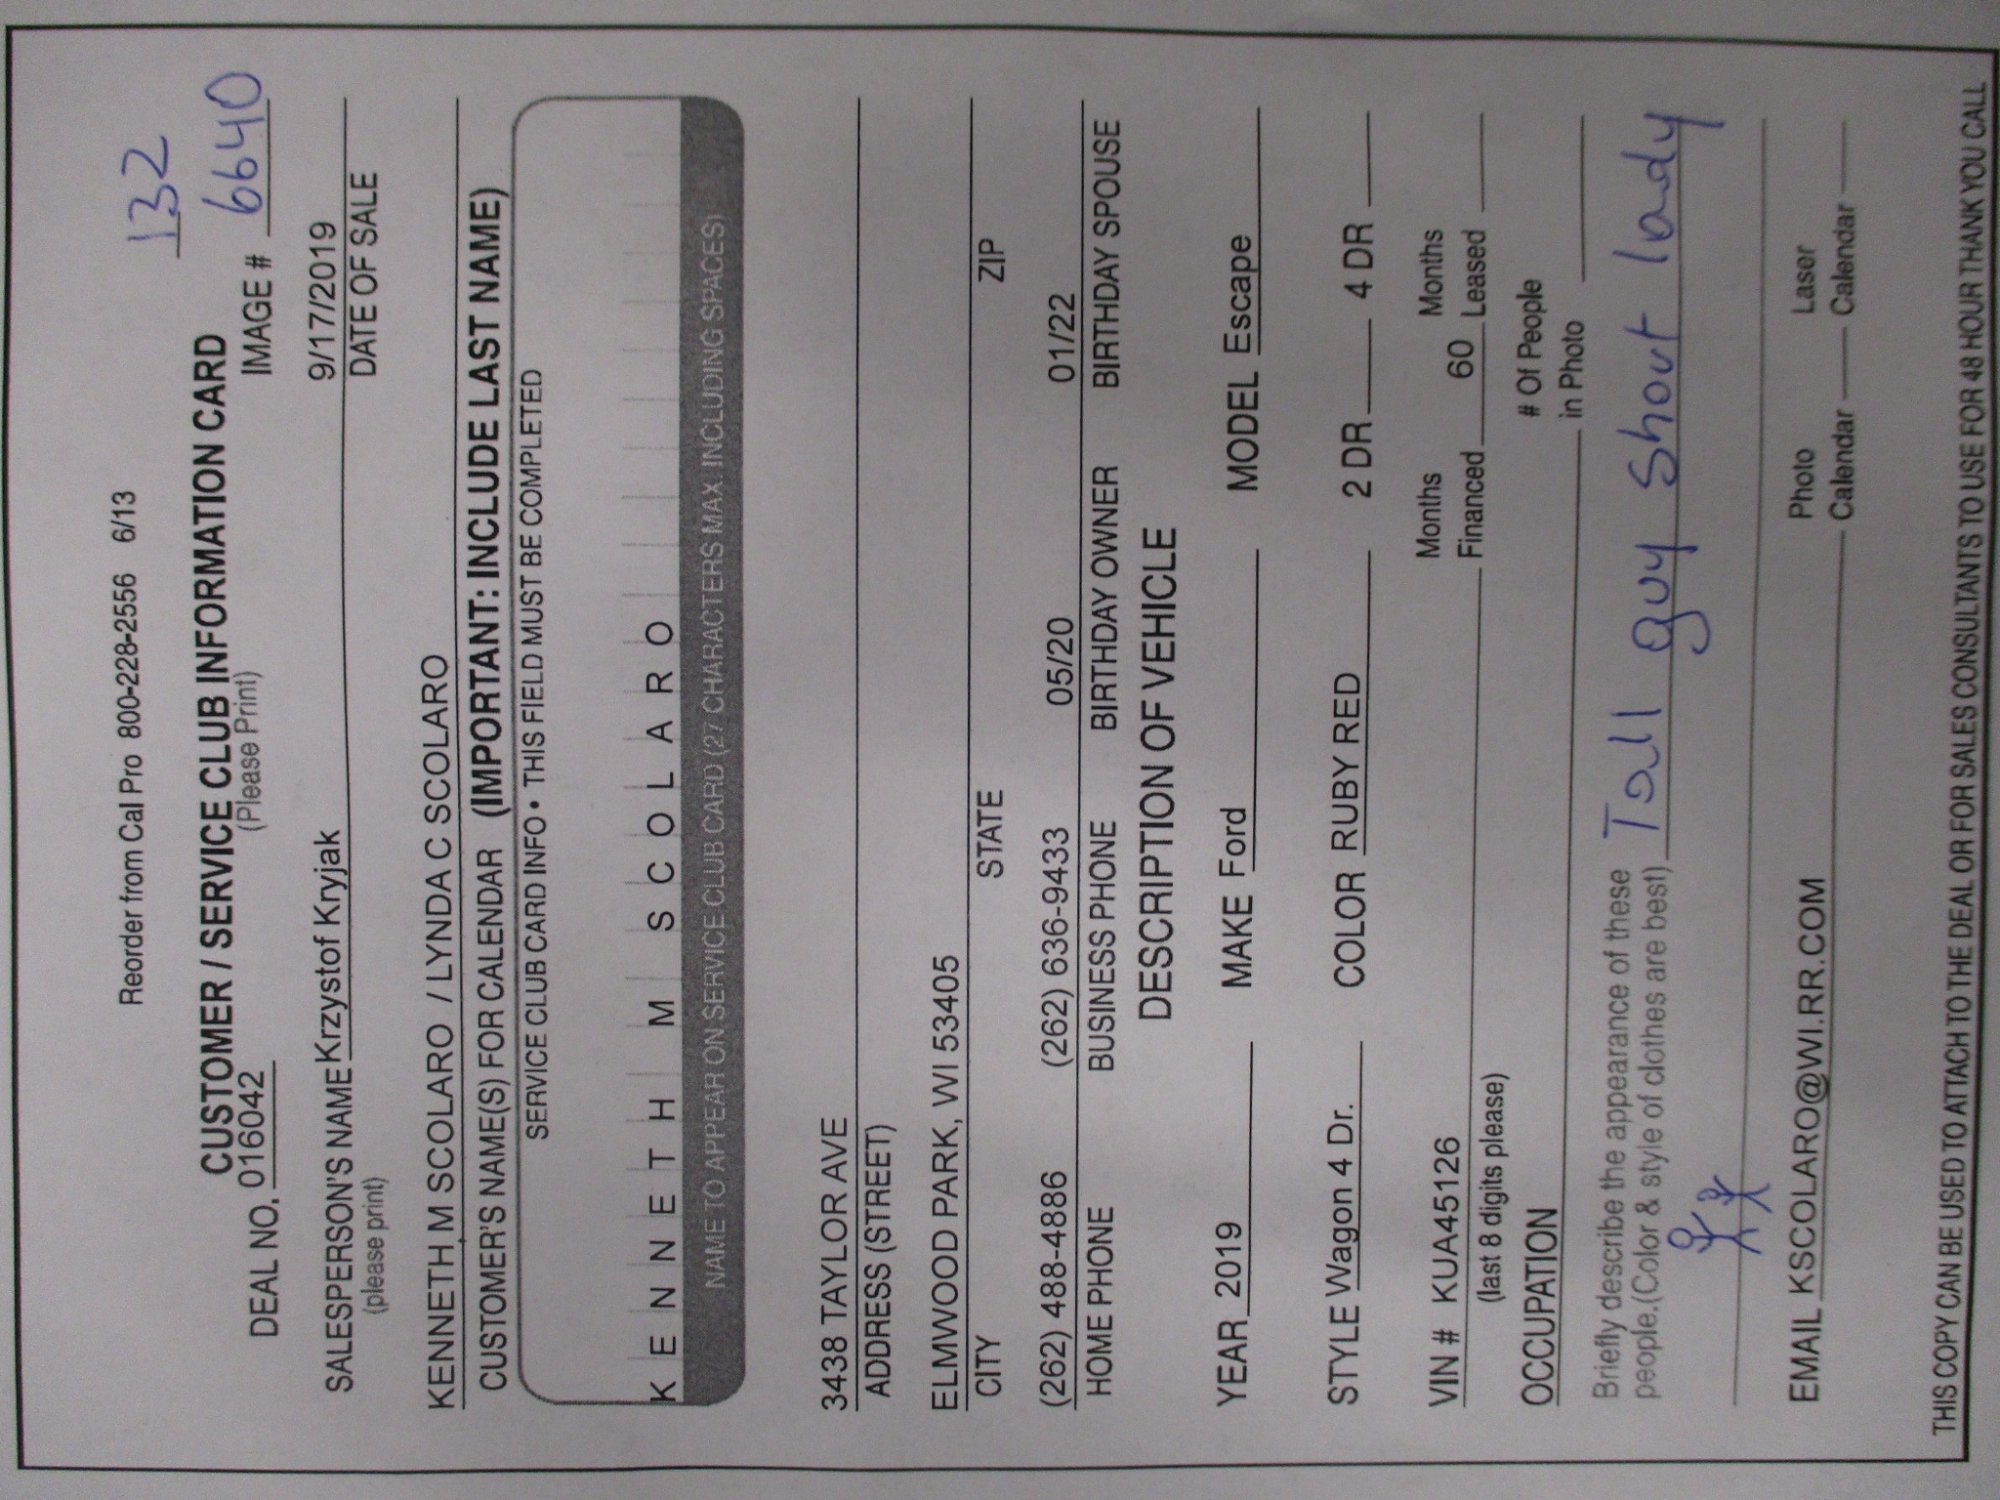 Reorder from Cal Pro 800-228-2556 6/13
132
CUSTOMER / SERVICE CLUB INFORMATION CARD
DEAL NO. 016042 (Please Print) IMAGE # 6640
SALESPERSON'S NAME Krzystof Kryjak 9/17/2019
(please print) DATE OF SALE
KENNETH M SCOLARO / LYNDA C SCOLARO
CUSTOMER'S NAME(S) FOR CALENDAR (IMPORTANT: INCLUDE LAST NAME)
SERVICE CLUB CARD INFO • THIS FIELD MUST BE COMPLETED
KENNETH M SCOLARO
NAME TO APPEAR ON SERVICE CLUB CARD (27 CHARACTERS MAX. INCLUDING SPACES)
3438 TAYLOR AVE
ADDRESS (STREET)
ELMWOOD PARK, WI 53405
CITY STATE ZIP
(262) 488-4886 (262) 636-9433 05/20 01/22
HOME PHONE BUSINESS PHONE BIRTHDAY OWNER BIRTHDAY SPOUSE
DESCRIPTION OF VEHICLE
YEAR 2019 MAKE Ford MODEL Escape
STYLE Wagon 4 Dr. COLOR RUBY RED 2 DR 4 DR
Months Months
VIN # KUA45126 Financed 60 Leased
(last 8 digits please)
# Of People
OCCUPATION in Photo
Briefly describe the appearance of these
people.(Color & style of clothes are best) Tall guy Short lady
Photo Laser
EMAIL KSCOLARO@WI.RR.COM Calendar Calendar
THIS COPY CAN BE USED TO ATTACH TO THE DEAL OR FOR SALES CONSULTANTS TO USE FOR 48 HOUR THANK YOU CALL